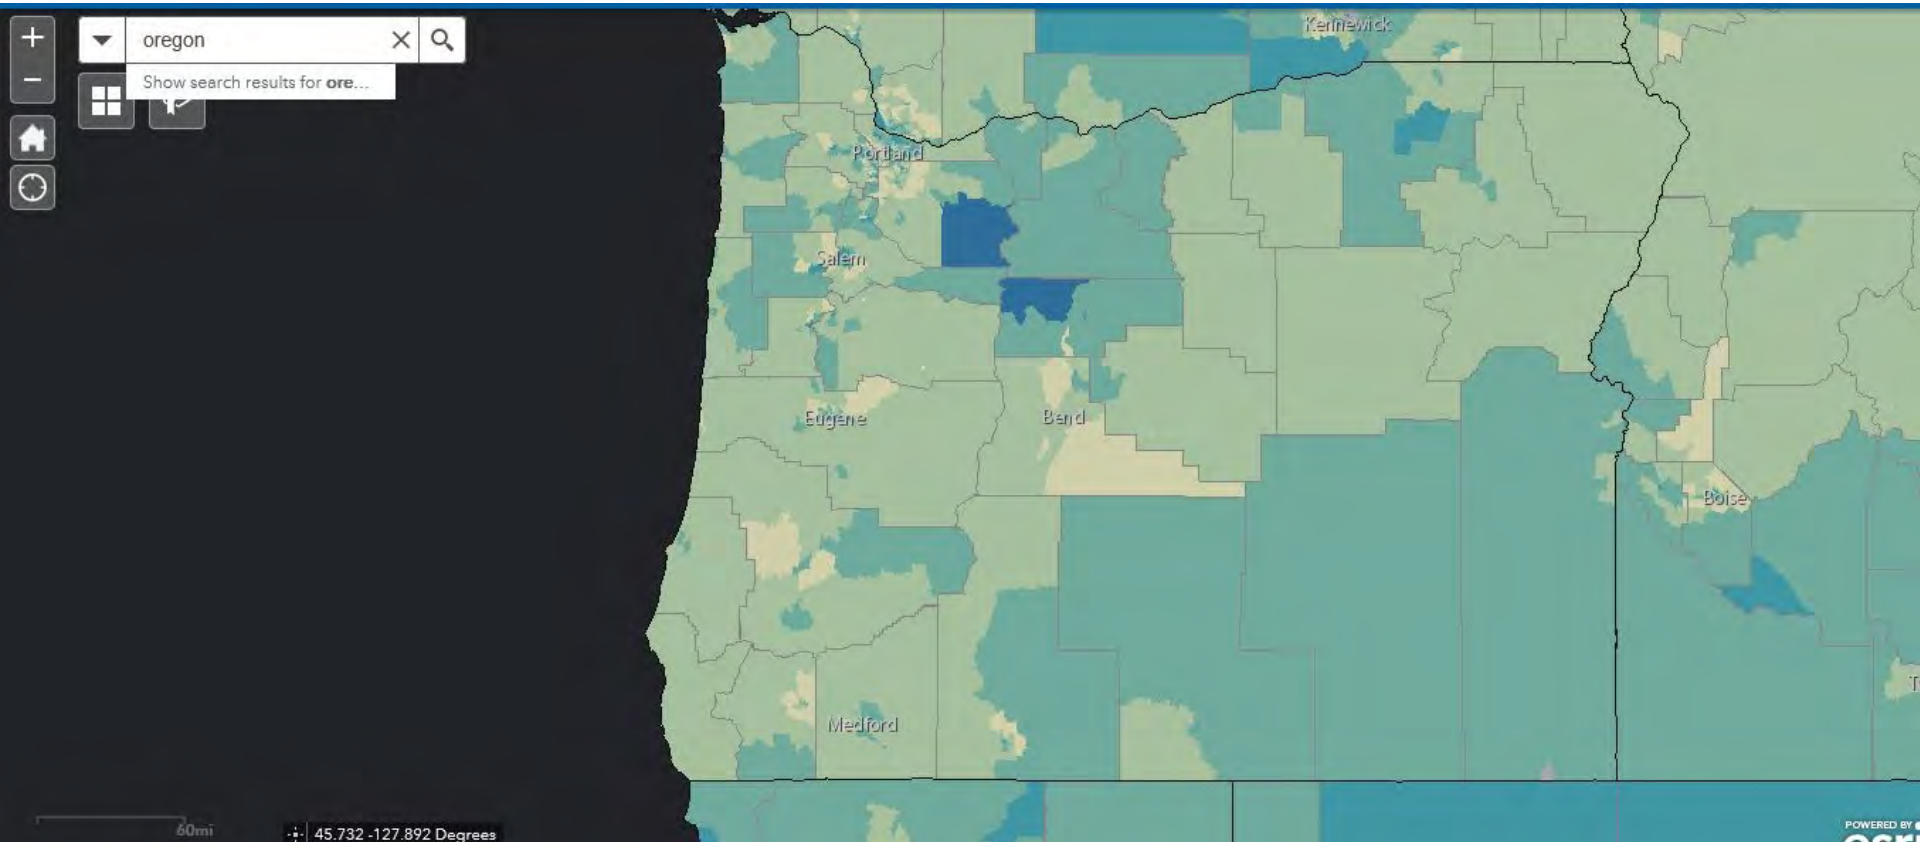 oregon
Show search results for ore...
Kennewick
Portland
Salem
Eugene
Bend
Boise
Medford
60mi
45.732 -127.892 Degrees
POWERED BY
esri